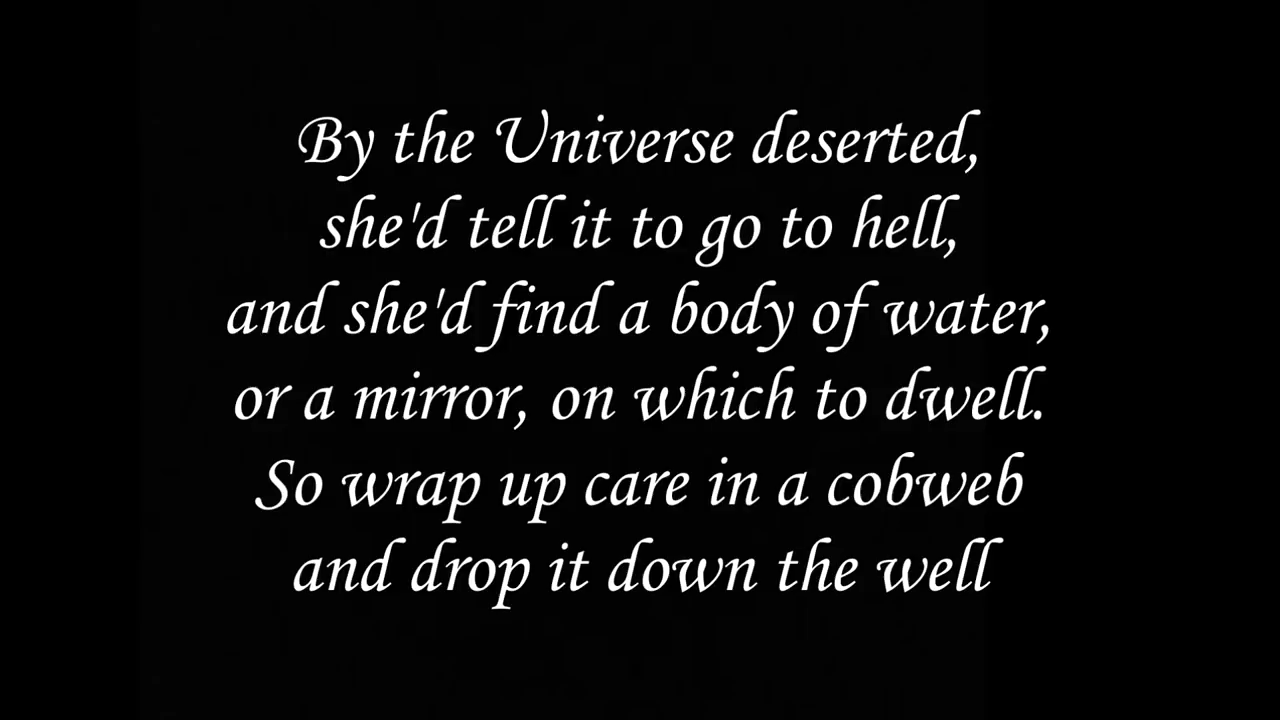 By the Universe deserted,
she'd tell it to go to hell,
and she'd find a body of water,
or a mirror, on which to dwell.
So wrap up care in a cobweb
and drop it down the well